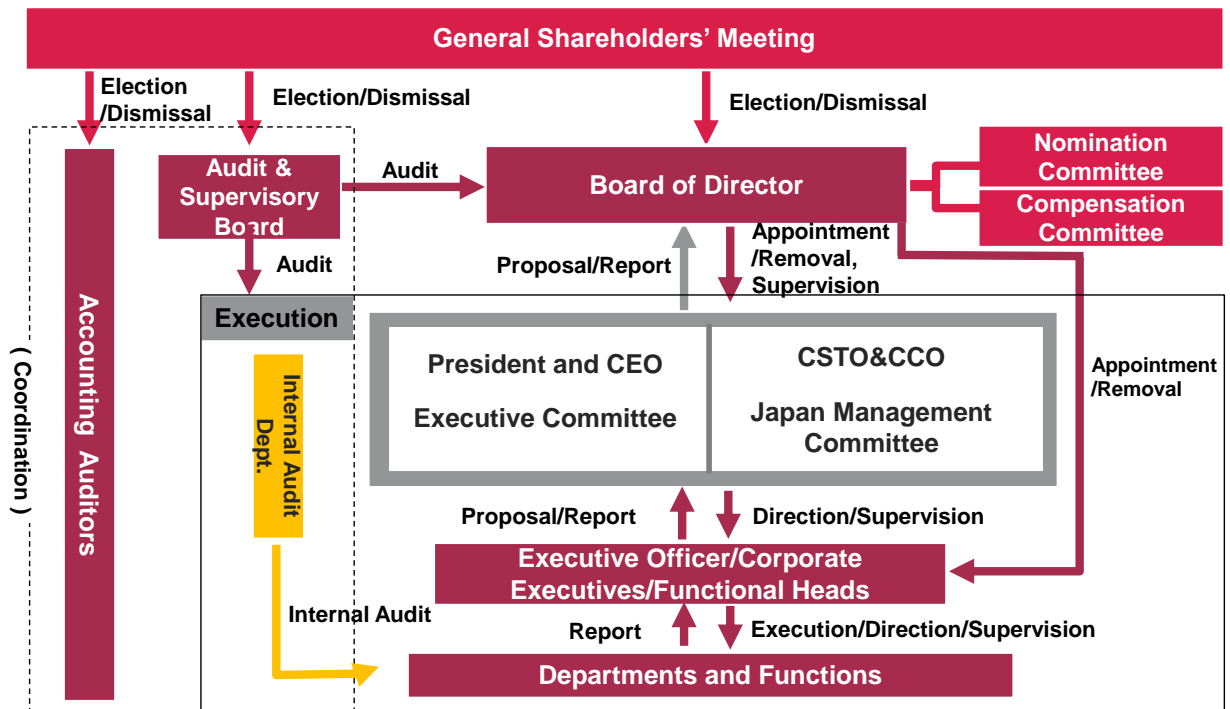 General Shareholders’ Meeting
Election
/Dismissal
Election/Dismissal
Election/Dismissal
Audit &
Supervisory
Board
Audit
Board of Director
Nomination
Committee
Compensation
Committee
Audit
Proposal/Report
Appointment
/Removal,
Supervision
Execution
( Coordination )
Accounting Auditors
Internal Audit
Dept.
President and CEO
Executive Committee
CSTO&CCO
Japan Management
Committee
Appointment
/Removal
Proposal/Report
Direction/Supervision
Executive Officer/Corporate
Executives/Functional Heads
Internal Audit
Report
Execution/Direction/Supervision
Departments and Functions